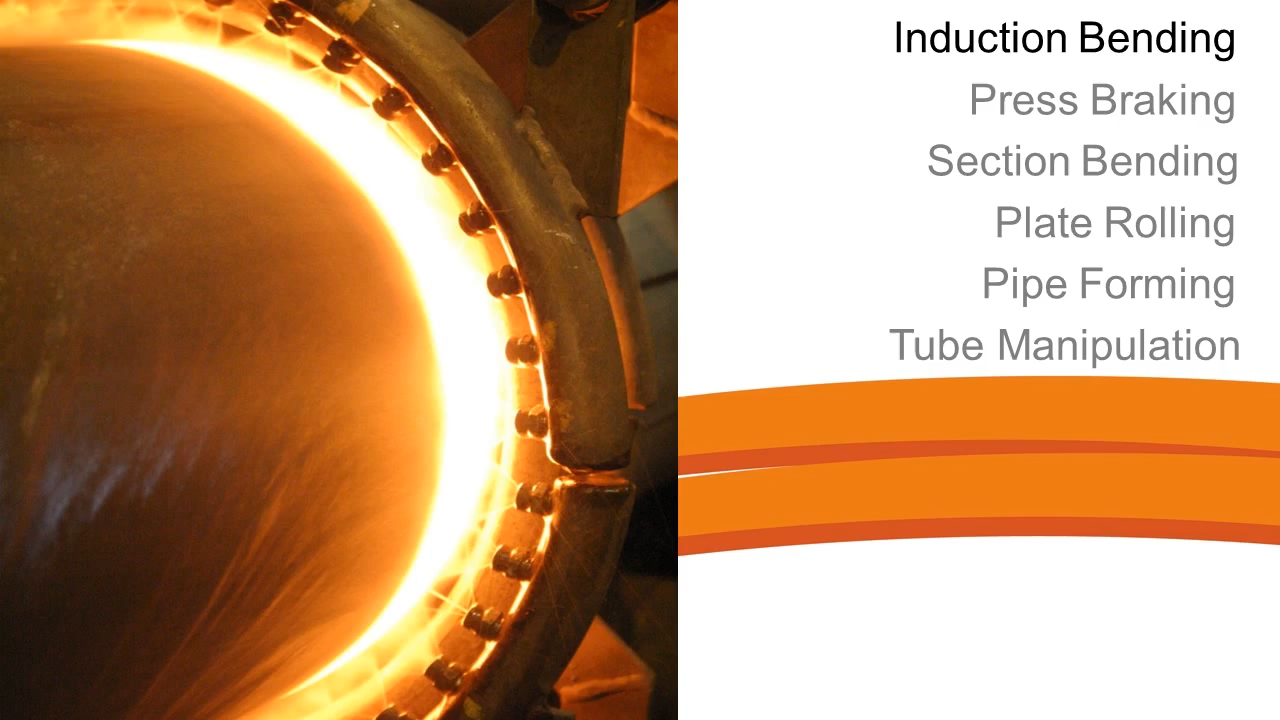 Induction Bending
Press Braking
Section Bending
Plate Rolling
Pipe Forming
Tube Manipulation